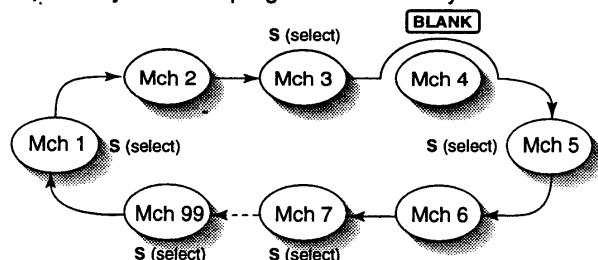 BLANK
S (select)
Mch 2
Mch 3
Mch 4
Mch 1
S (select)
S (select)
Mch 5
Mch 99
Mch 7
Mch 6
S (select)
S (select)